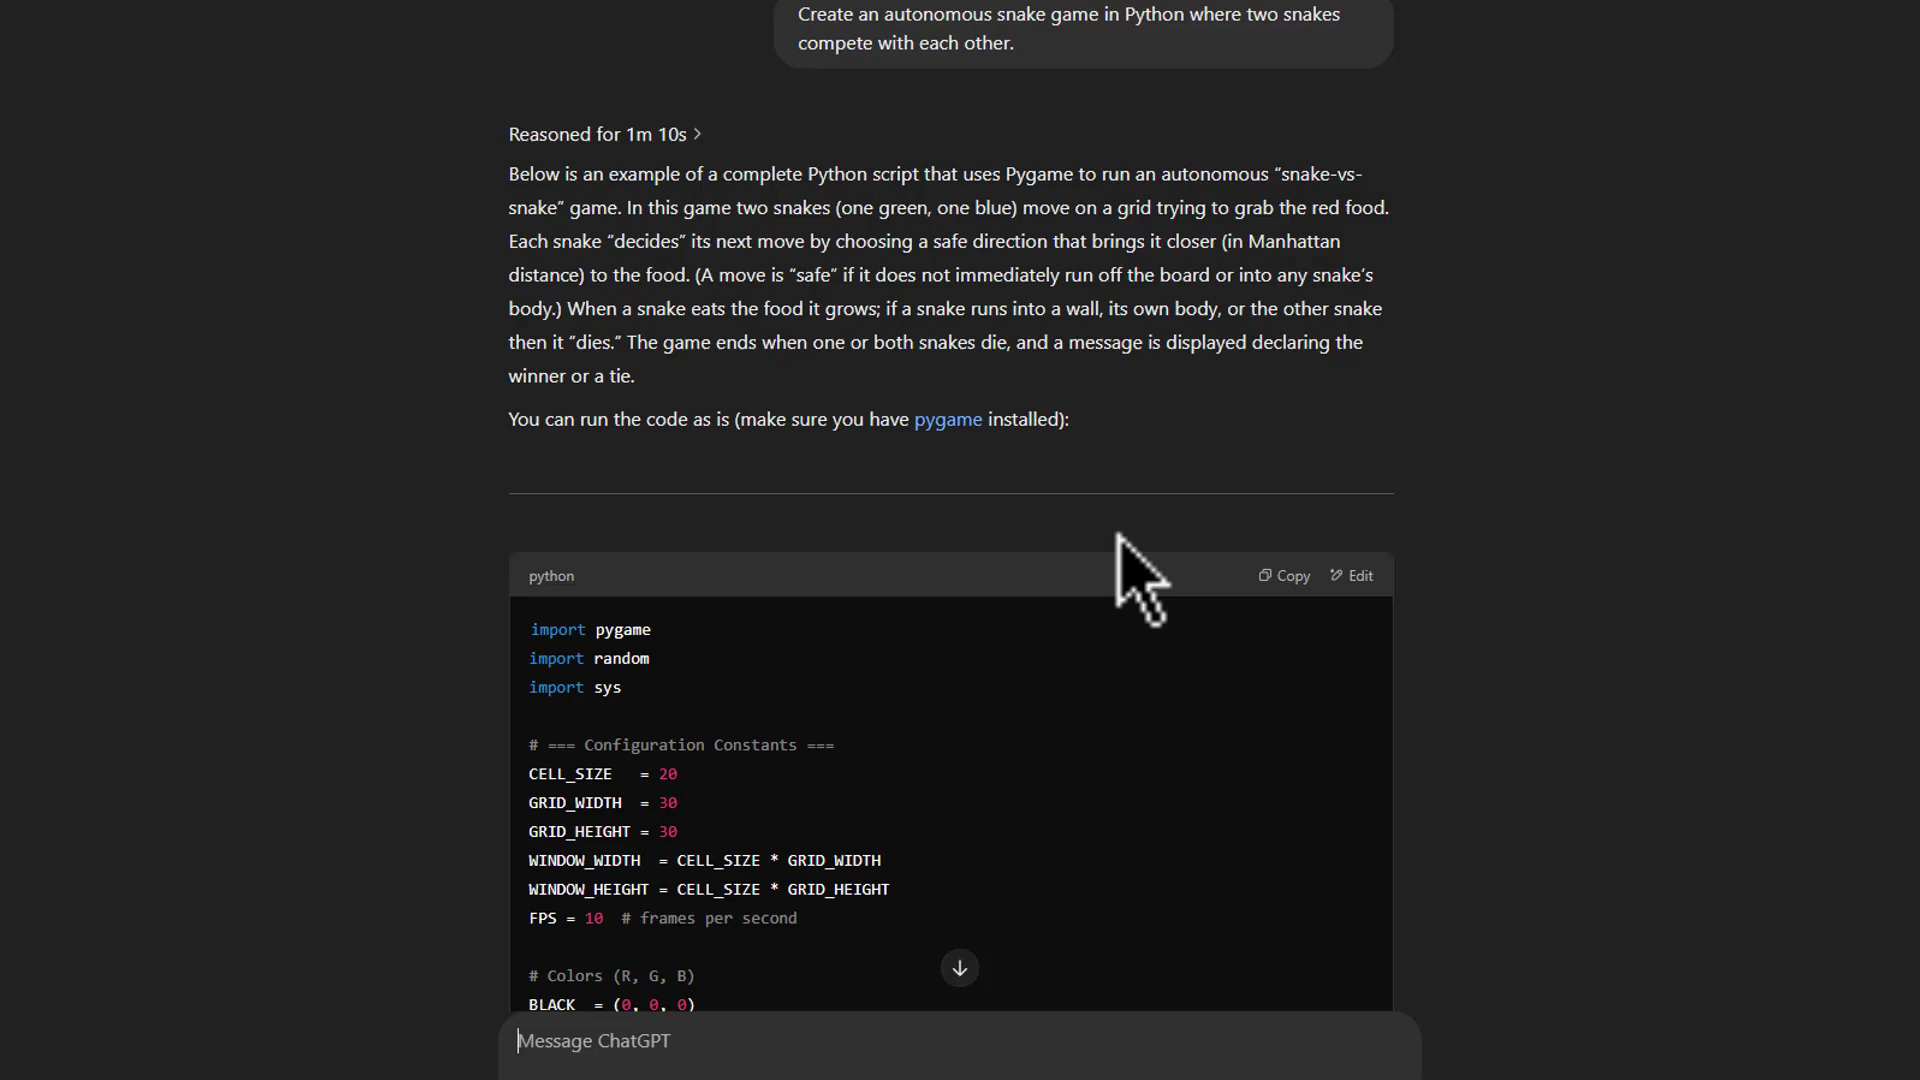 Create an autonomous snake game in Python where two snakes
compete with each other.
Reasoned for 1m 10s >
Below is an example of a complete Python script that uses Pygame to run an autonomous “snake-vs-
snake” game. In this game two snakes (one green, one blue) move on a grid trying to grab the red food.
Each snake “decides” its next move by choosing a safe direction that brings it closer (in Manhattan
distance) to the food. (A move is “safe” if it does not immediately run off the board or into any snake’s
body.) When a snake eats the food it grows; if a snake runs into a wall, its own body, or the other snake
then it “dies.” The game ends when one or both snakes die, and a message is displayed declaring the
winner or a tie.
You can run the code as is (make sure you have pygame installed):
python Copy Edit
import pygame
import random
import sys
# === Configuration Constants ===
CELL_SIZE   = 20
GRID_WIDTH  = 30
GRID_HEIGHT = 30
WINDOW_WIDTH  = CELL_SIZE * GRID_WIDTH
WINDOW_HEIGHT = CELL_SIZE * GRID_HEIGHT
FPS = 10  # frames per second
# Colors (R, G, B)
BLACK  = (0, 0, 0)
Message ChatGPT